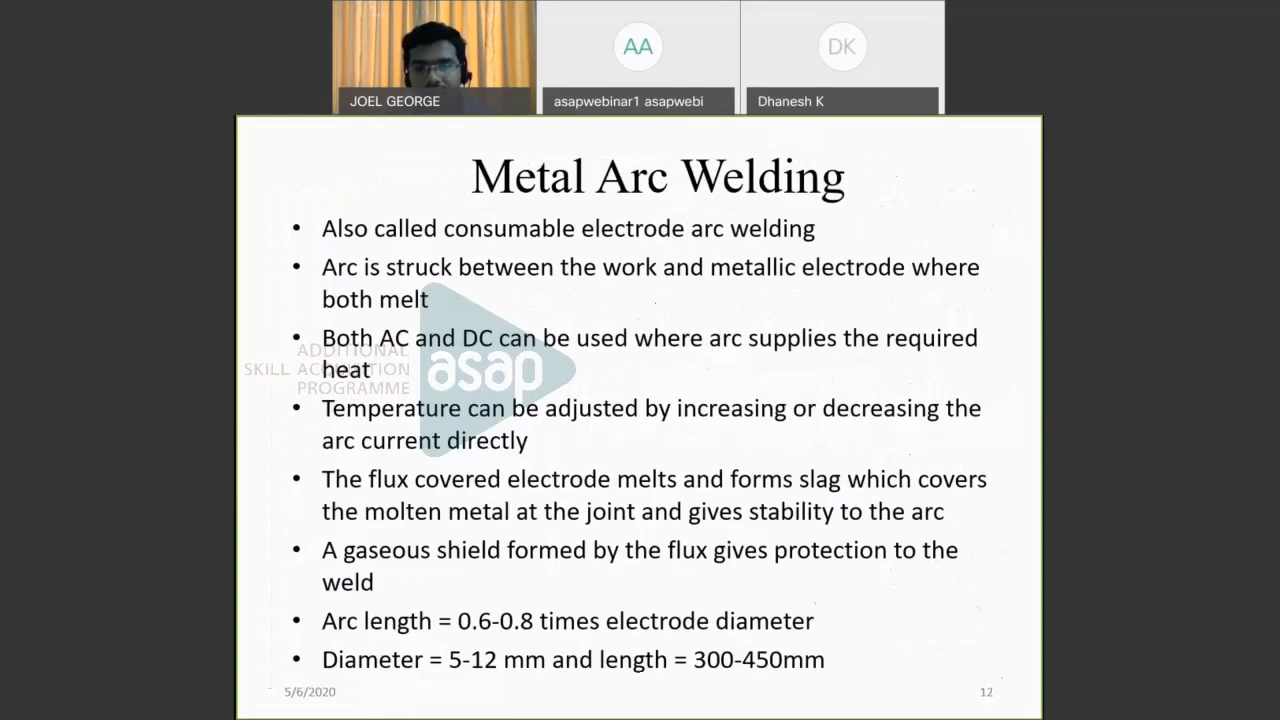 AA
DK
JOEL GEORGE
asapwebinar1 asapwebi
Dhanesh K
Metal Arc Welding
• Also called consumable electrode arc welding
• Arc is struck between the work and metallic electrode where
both melt
• Both AC and DC can be used where arc supplies the required
heat
ADDITIONAL
SKILL ACQUISITION
PROGRAMME
asap
• Temperature can be adjusted by increasing or decreasing the
arc current directly
• The flux covered electrode melts and forms slag which covers
the molten metal at the joint and gives stability to the arc
• A gaseous shield formed by the flux gives protection to the
weld
• Arc length = 0.6-0.8 times electrode diameter
• Diameter = 5-12 mm and length = 300-450mm
5/6/2020
12